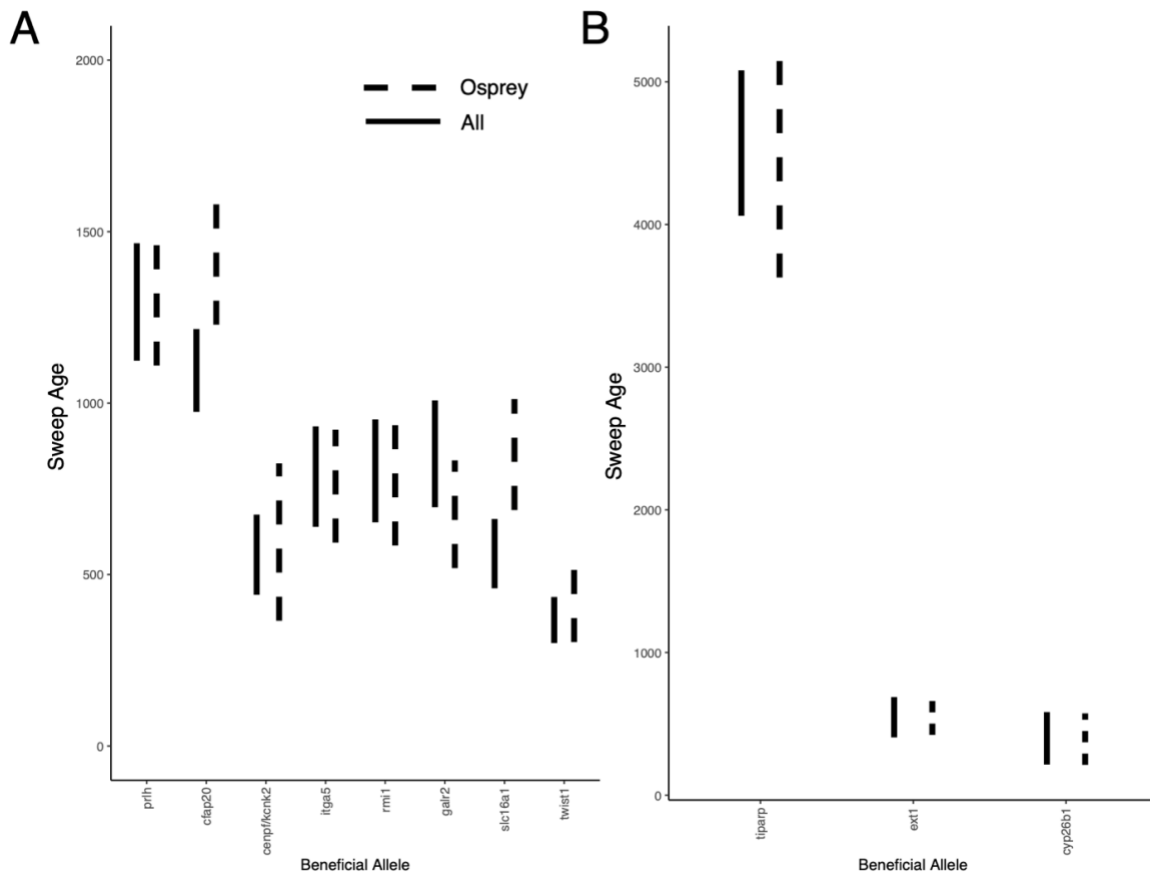 A
Sweep Age
2000
1500
1000
500
0
Osprey
All
prlh
cfap20
cenpf/kcnk2
itga5
rmi1
galr2
slc16a1
twist1
Beneficial Allele
B
Sweep Age
5000
4000
3000
2000
1000
0
tiparp
ext1
cyp26b1
Beneficial Allele